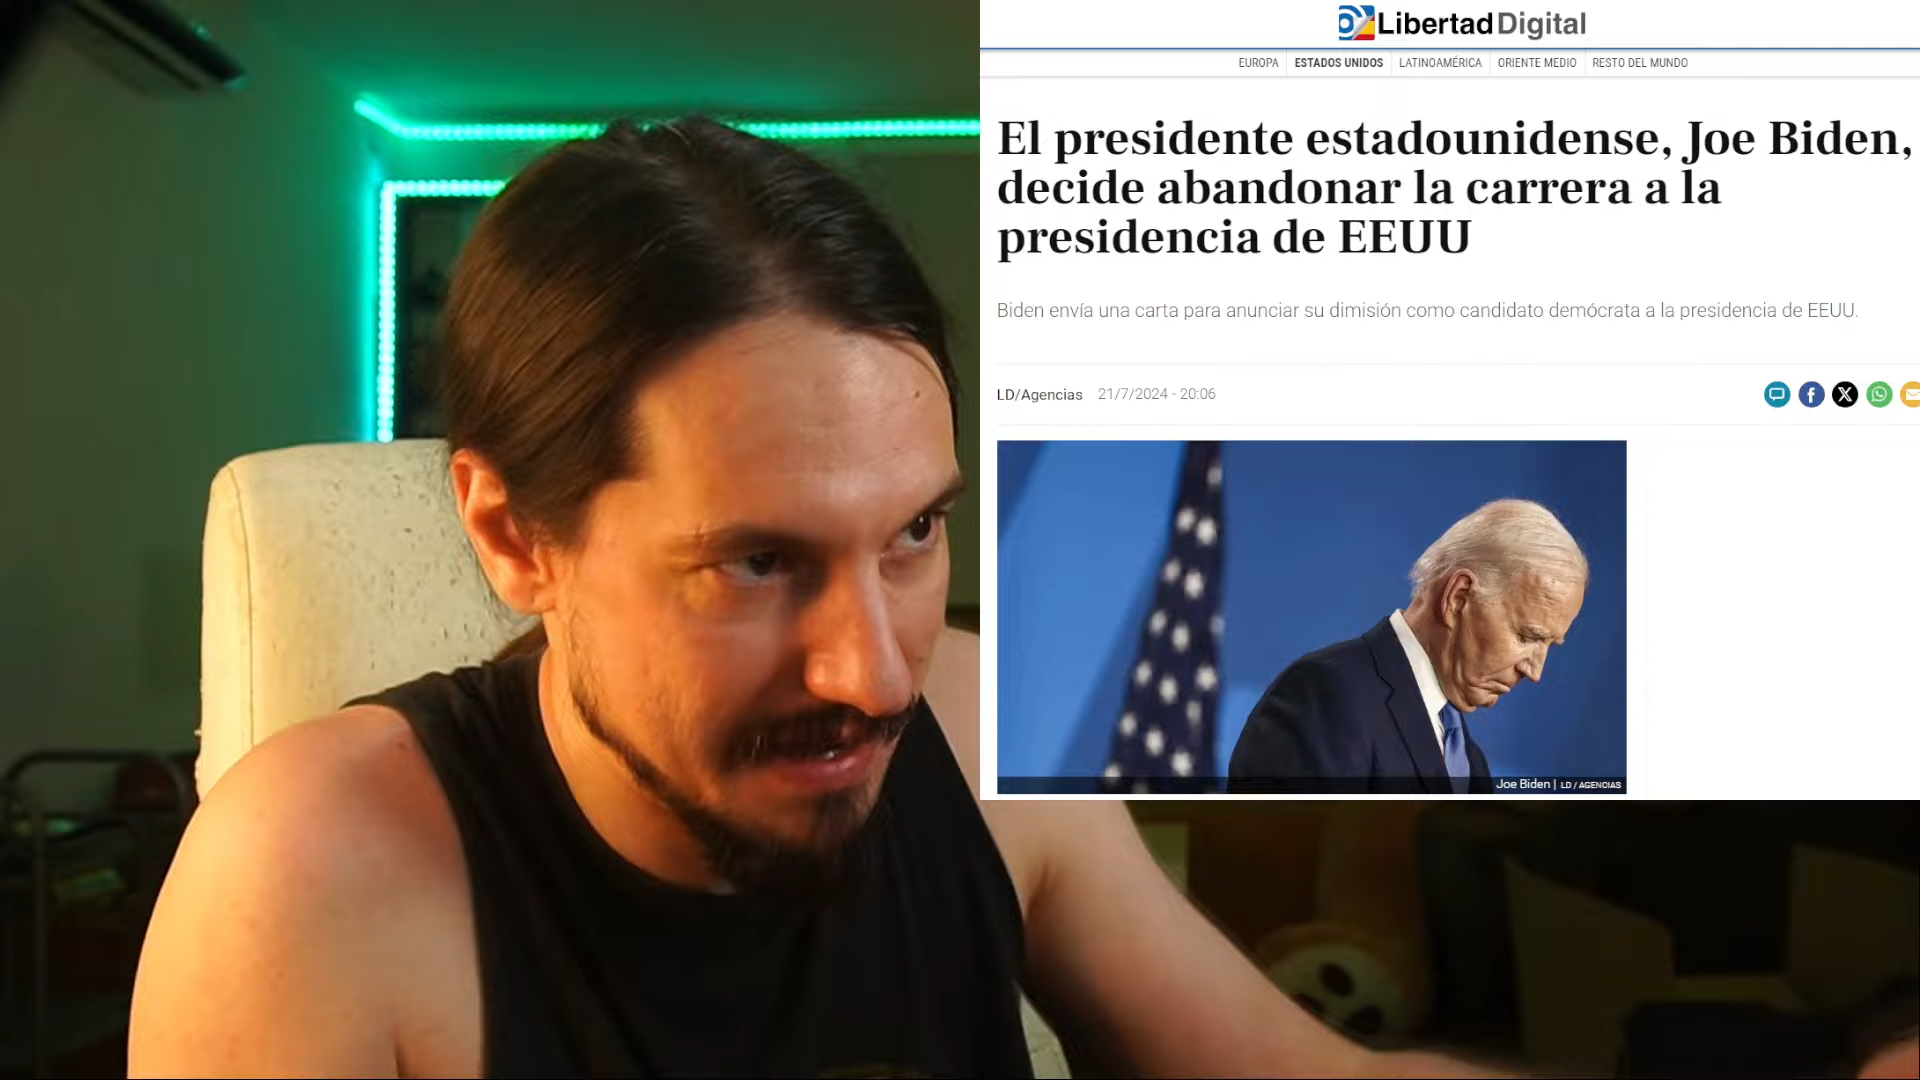 LibertadDigital
EUROPA ESTADOS UNIDOS LATINOAMÉRICA ORIENTE MEDIO RESTO DEL MUNDO
El presidente estadounidense, Joe Biden,
decide abandonar la carrera a la
presidencia de EEUU
Biden envía una carta para anunciar su dimisión como candidato demócrata a la presidencia de EEUU.
LD/Agencias 21/7/2024 - 20:06
Joe Biden | LD / AGENCIAS